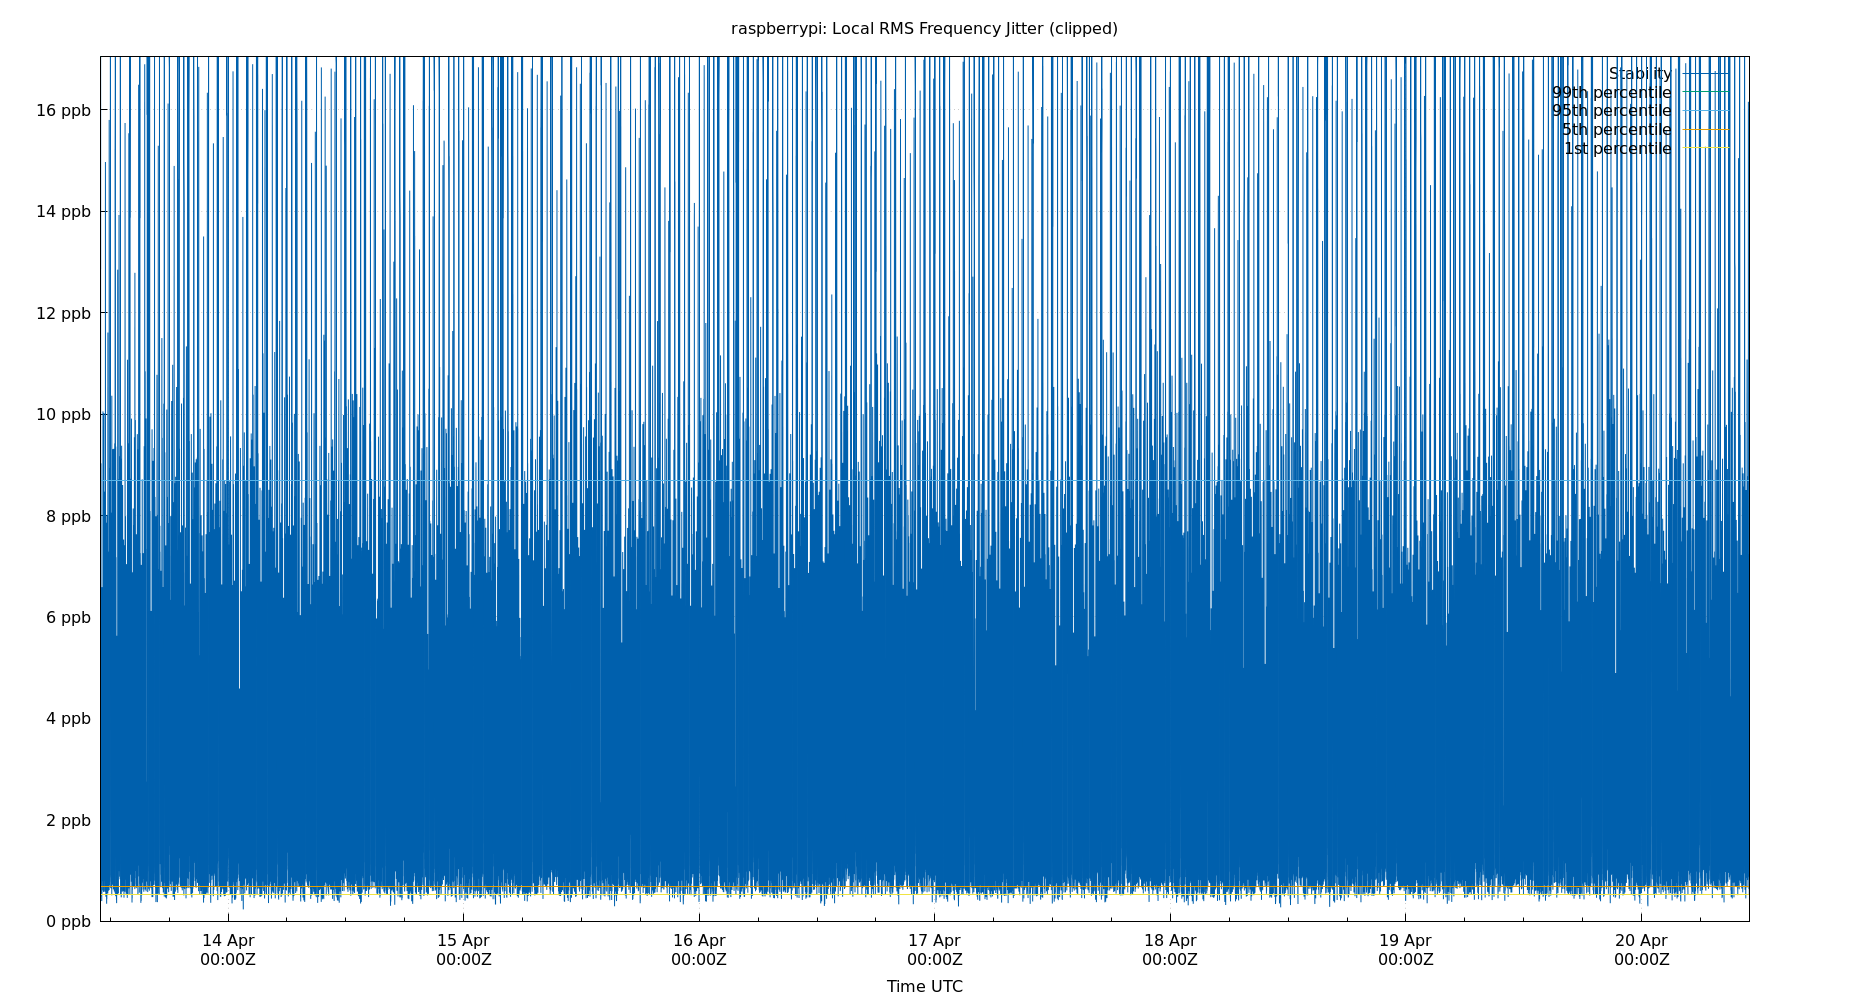 raspberrypi: Local RMS Frequency Jitter (clipped)
Stability
99th percentile
95th percentile
5th percentile
1st percentile
16 ppb
14 ppb
12 ppb
10 ppb
8 ppb
6 ppb
4 ppb
2 ppb
0 ppb
14 Apr 15 Apr 16 Apr 17 Apr 18 Apr 19 Apr 20 Apr
00:00Z 00:00Z 00:00Z 00:00Z 00:00Z 00:00Z 00:00Z
Time UTC